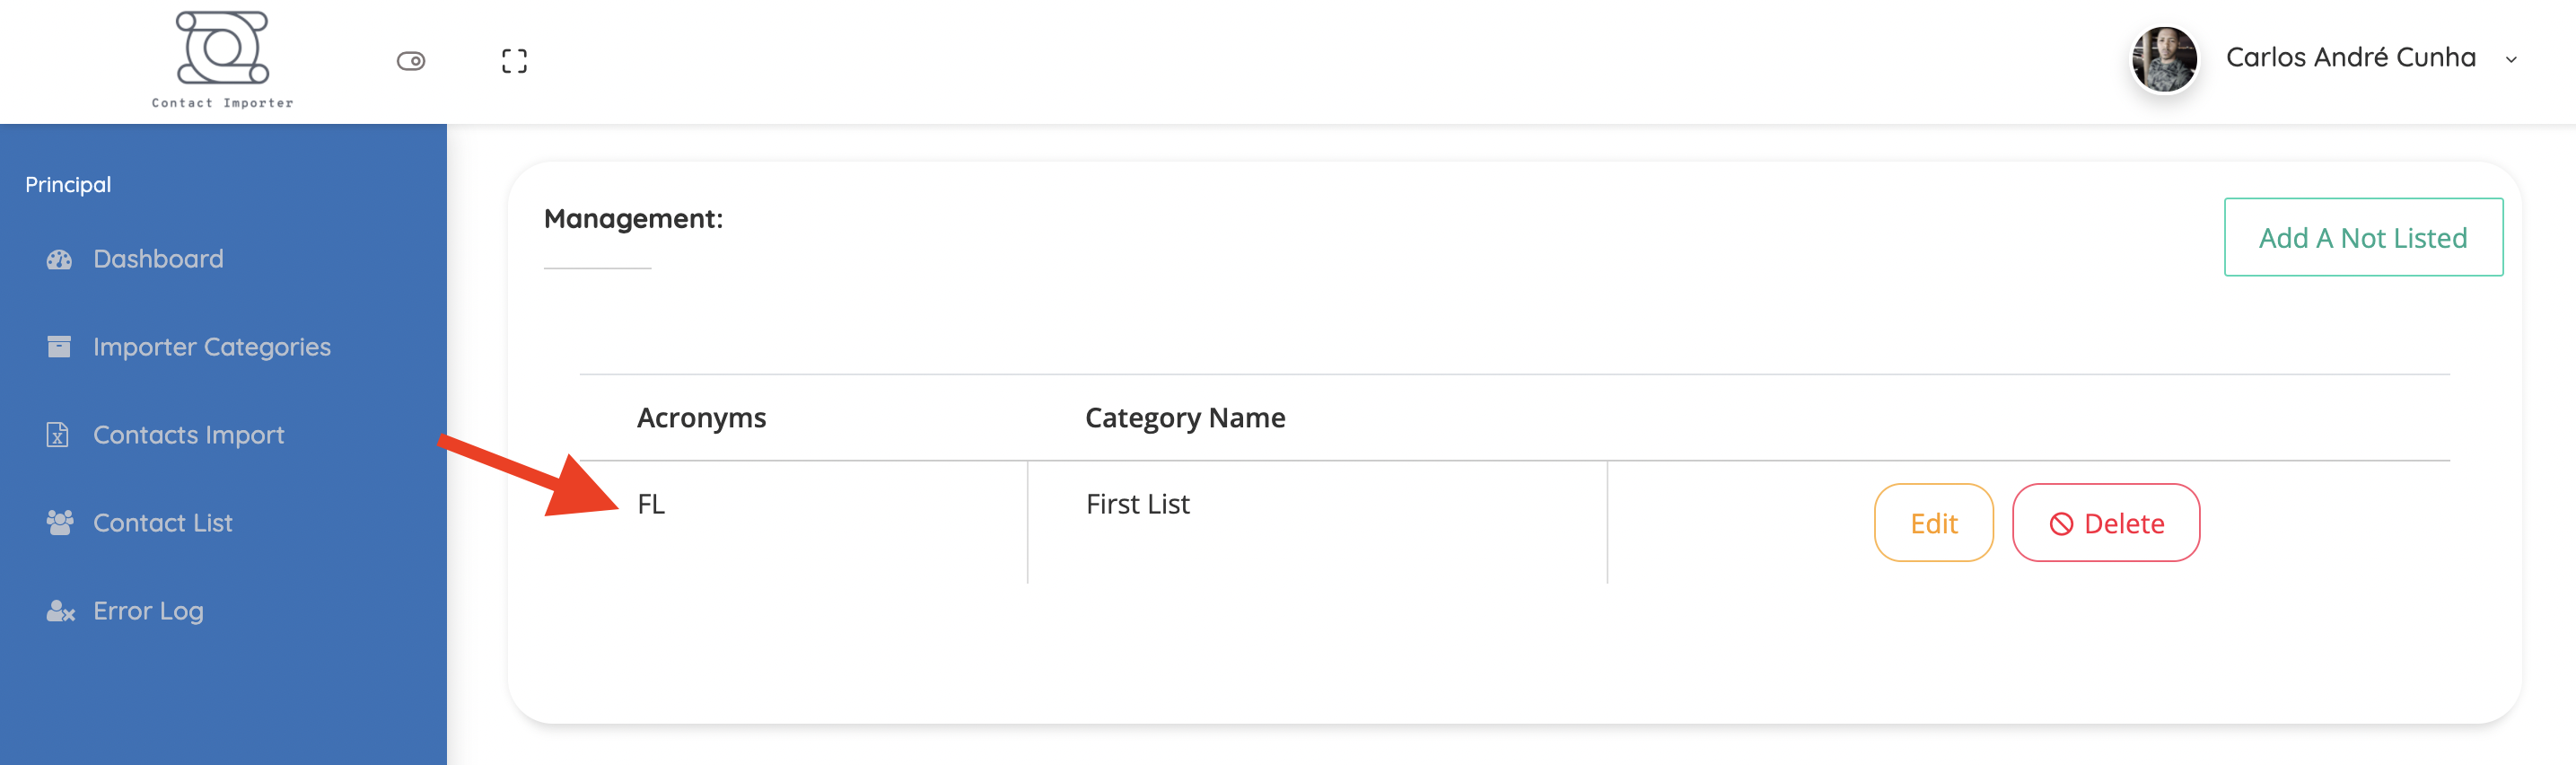 Contact Importer
Carlos André Cunha
Principal
Dashboard
Importer Categories
Contacts Import
Contact List
Error Log
Management:
Add A Not Listed
Acronyms Category Name
FL First List Edit Delete